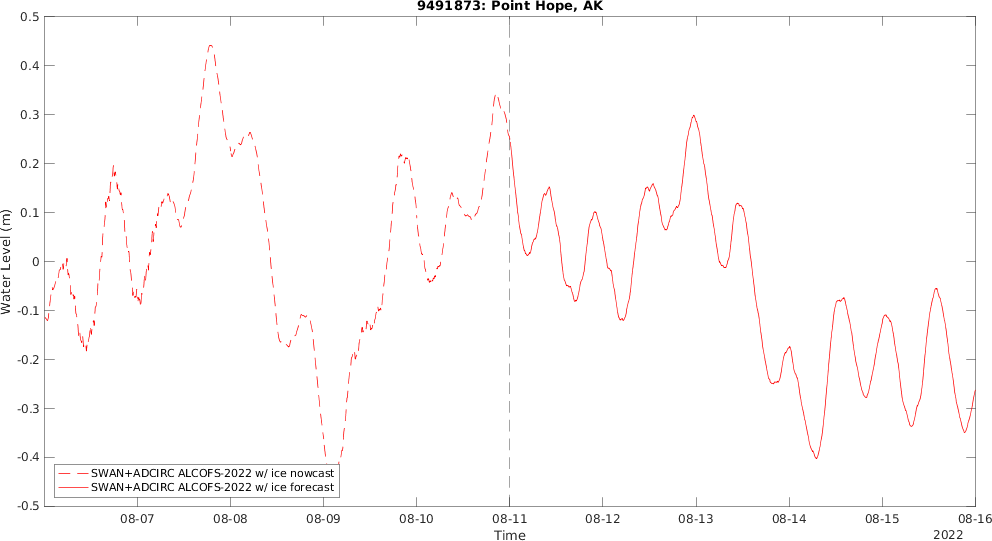 9491873: Point Hope, AK
0.5
0.4
0.3
0.2
0.1
0
-0.1
-0.2
-0.3
-0.4
-0.5
Water Level (m)
SWAN+ADCIRC ALCOFS-2022 w/ ice nowcast
SWAN+ADCIRC ALCOFS-2022 w/ ice forecast
08-07 08-08 08-09 08-10 08-11 08-12 08-13 08-14 08-15 08-16
Time
2022